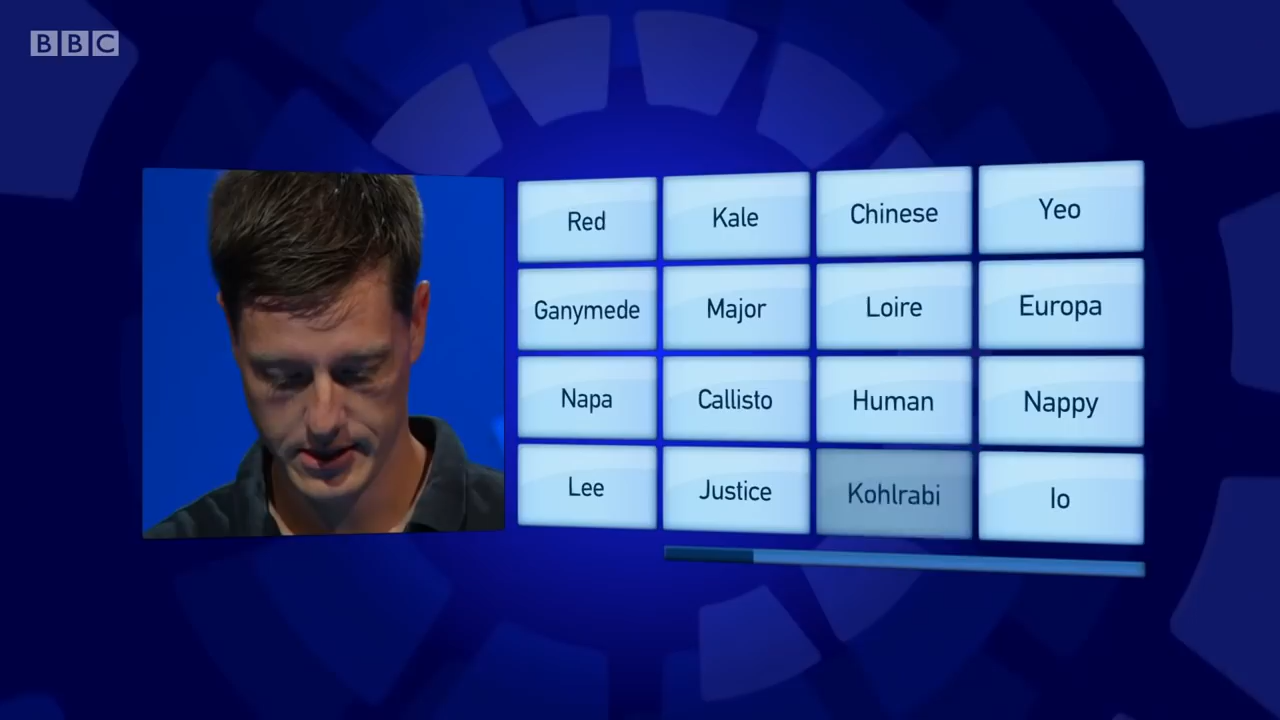 BBC
Red
Kale
Chinese
Yeo
Ganymede
Major
Loire
Europa
Napa
Callisto
Human
Nappy
Lee
Justice
Kohlrabi
Io